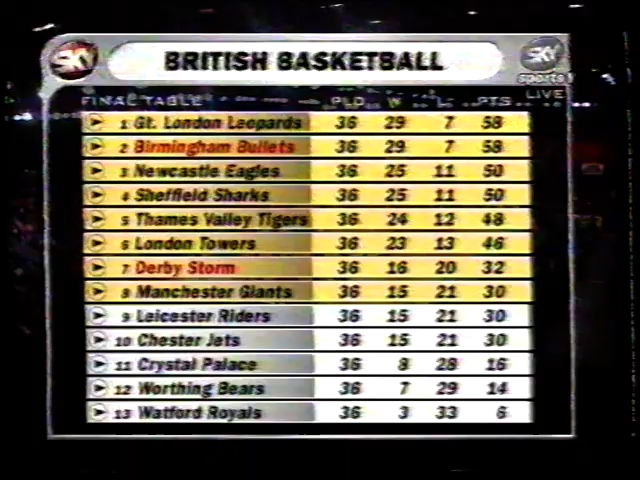 SKY BRITISH BASKETBALL SKY
sports
LIVE
FINAL TABLE PLD W L PTS
1 Gt. London Leopards 36 29 7 58
2 Birmingham Bullets 36 29 7 58
3 Newcastle Eagles 36 25 11 50
4 Sheffield Sharks 36 25 11 50
5 Thames Valley Tigers 36 24 12 48
6 London Towers 36 23 13 46
7 Derby Storm 36 16 20 32
8 Manchester Giants 36 15 21 30
9 Leicester Riders 36 15 21 30
10 Chester Jets 36 15 21 30
11 Crystal Palace 36 8 28 16
12 Worthing Bears 36 7 29 14
13 Watford Royals 36 3 33 6